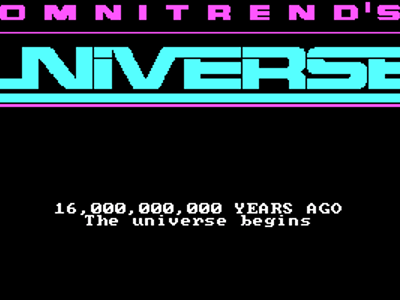 OMNITREND'S
UNIVERSE
16,000,000,000 YEARS AGO
The universe begins